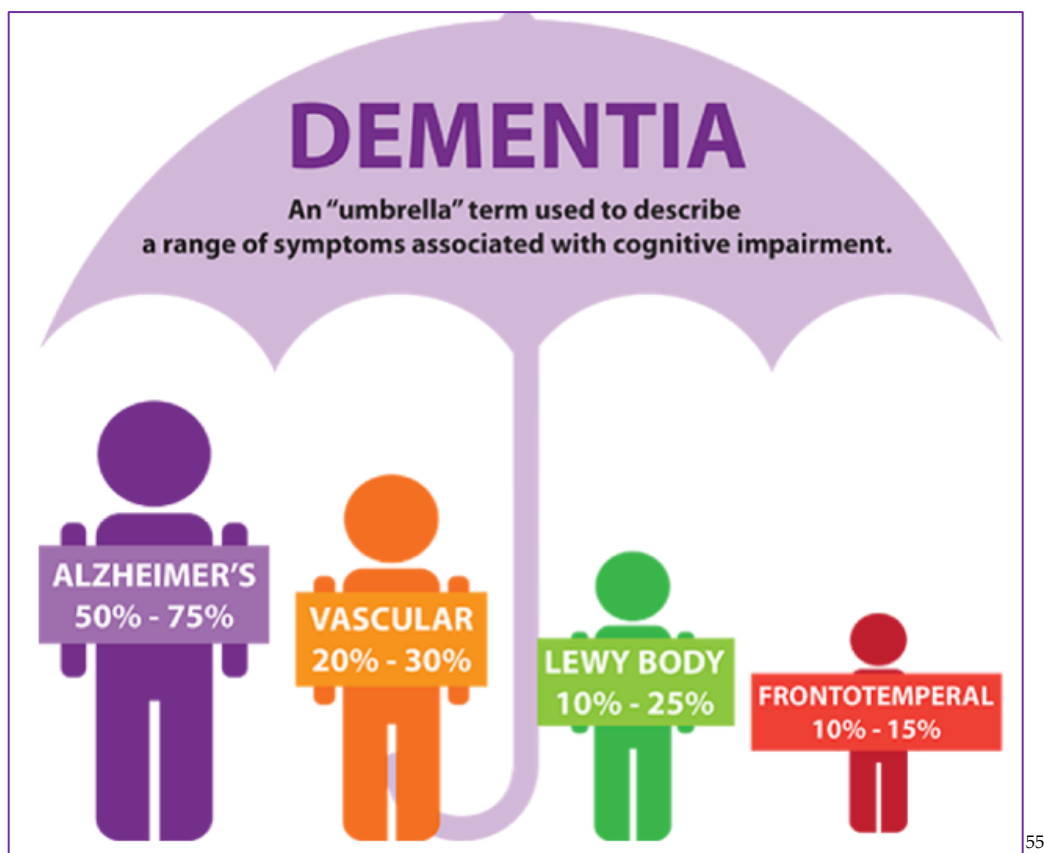 DEMENTIA
An “umbrella” term used to describe
a range of symptoms associated with cognitive impairment.
ALZHEIMER’S
50% - 75%
VASCULAR
20% - 30%
LEWY BODY
10% - 25%
FRONTOTEMPERAL
10% - 15%
55